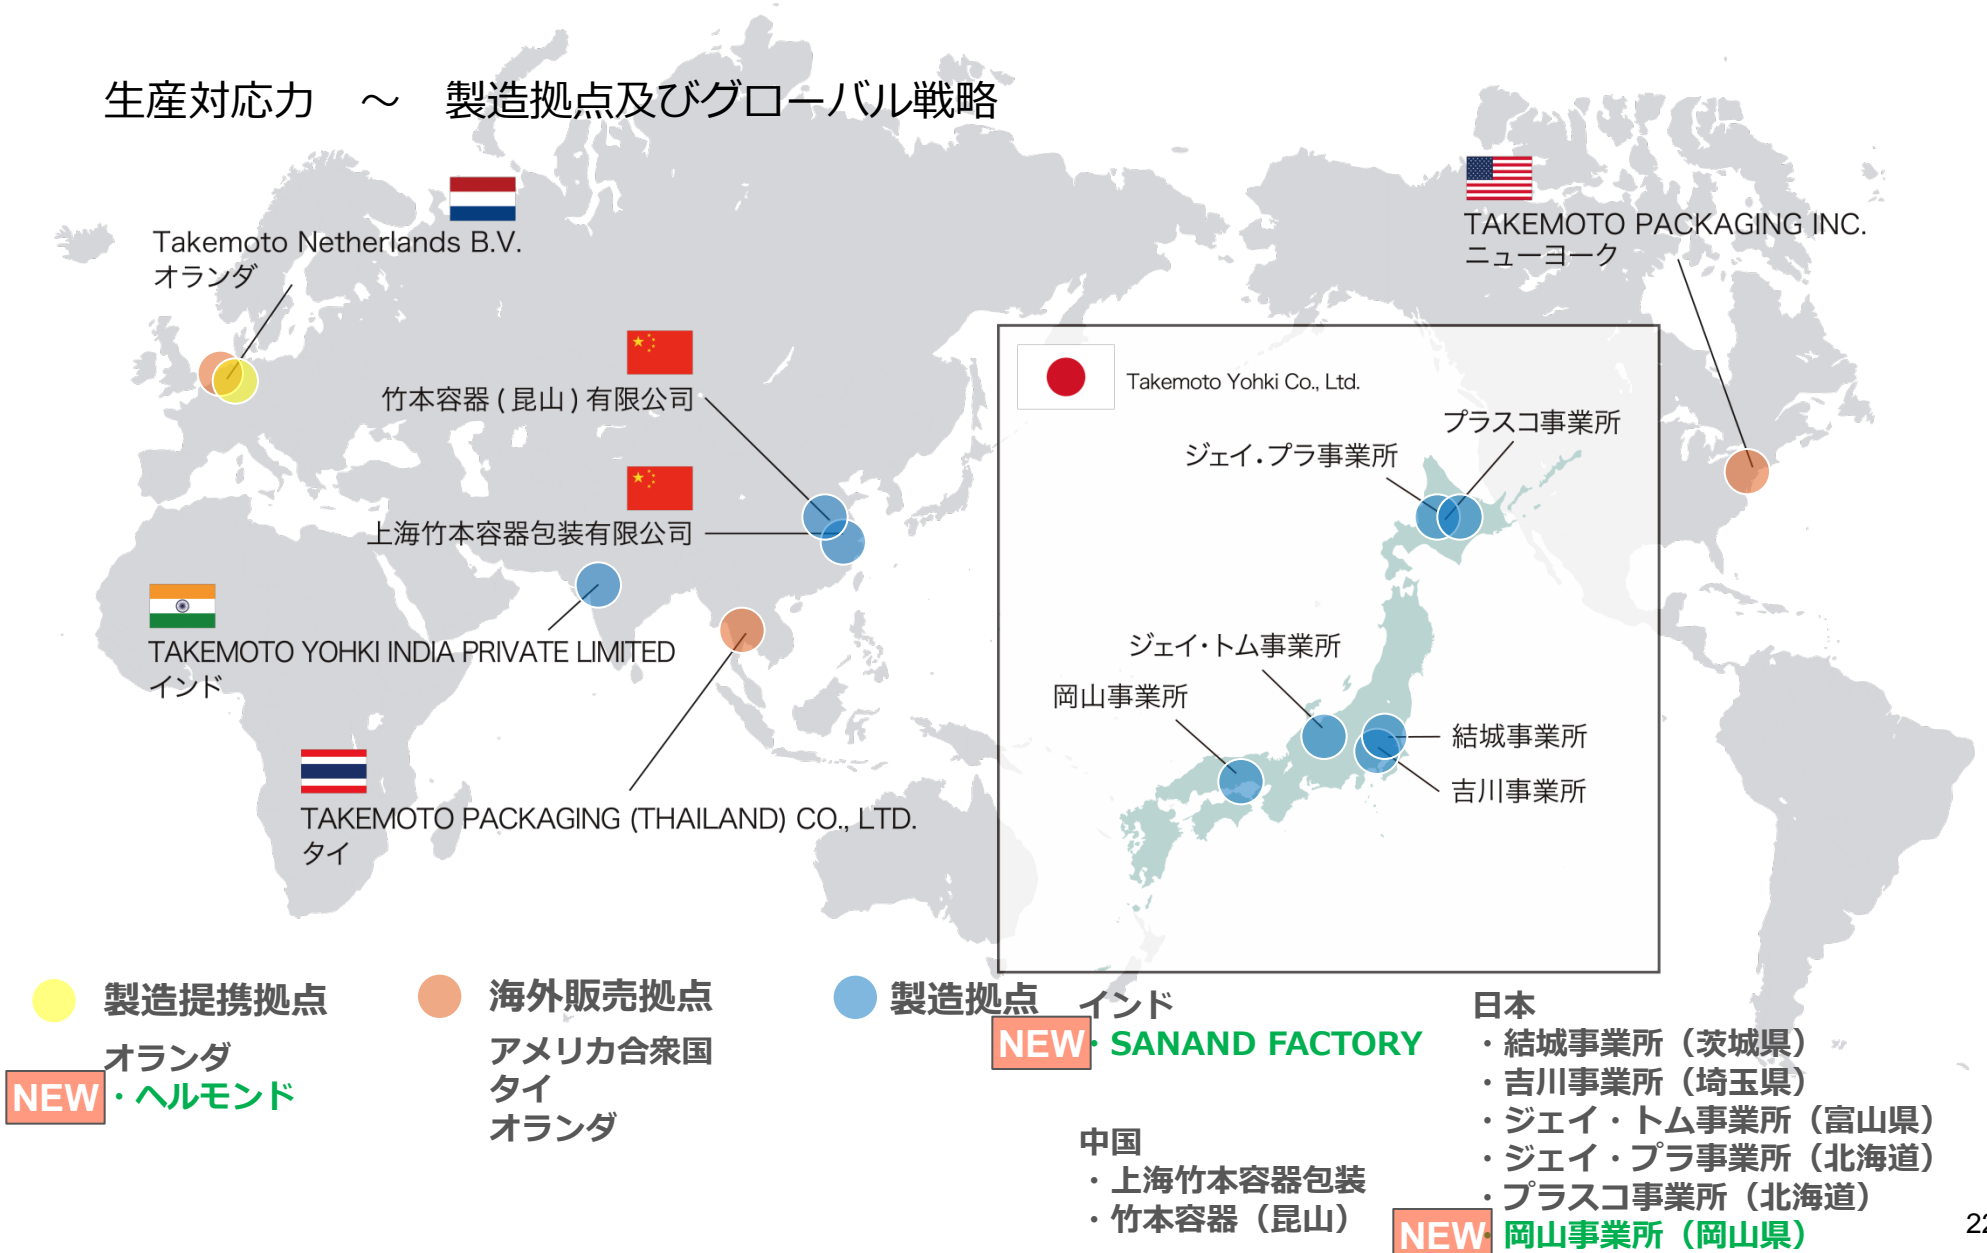 生産対応力　～　製造拠点及びグローバル戦略
Takemoto Netherlands B.V.
オランダ
TAKEMOTO PACKAGING INC.
ニューヨーク
竹本容器 ( 昆山 ) 有限公司
上海竹本容器包装有限公司
TAKEMOTO YOHKI INDIA PRIVATE LIMITED
インド
TAKEMOTO PACKAGING (THAILAND) CO., LTD.
タイ
Takemoto Yohki Co., Ltd.
プラスコ事業所
ジェイ・プラ事業所
ジェイ・トム事業所
岡山事業所
結城事業所
吉川事業所
製造提携拠点
オランダ
NEW ・ヘルモンド
海外販売拠点
アメリカ合衆国
タイ
オランダ
製造拠点
インド
NEW ・SANAND FACTORY
中国
・上海竹本容器包装
・竹本容器（昆山）
日本
・結城事業所（茨城県）
・吉川事業所（埼玉県）
・ジェイ・トム事業所（富山県）
・ジェイ・プラ事業所（北海道）
・プラスコ事業所（北海道）
NEW ・岡山事業所（岡山県）
22